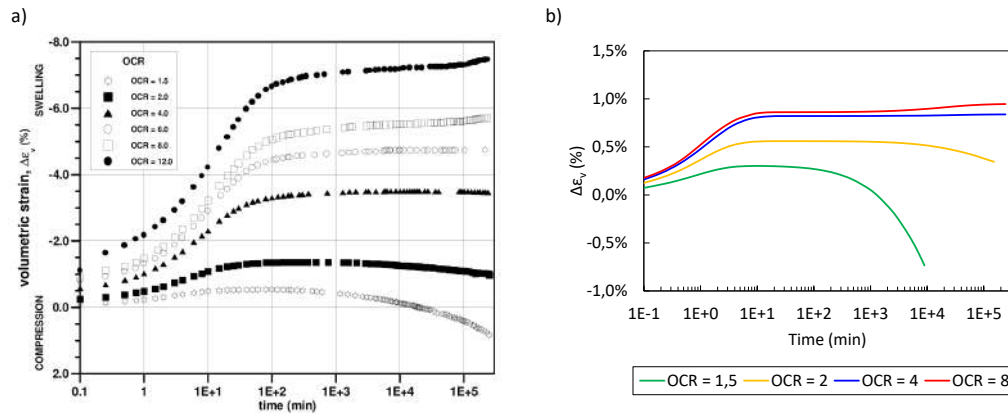 a)
-8.0
-6.0
-4.0
-2.0
0.0
2.0
SWELLING
volumetric strain, Δεv (%)
COMPRESSION
OCR
OCR = 1.5
OCR = 2.0
OCR = 4.0
OCR = 6.0
OCR = 8.0
OCR = 12.0
0.1 1 1E+1 1E+2 1E+3 1E+4 1E+5
time (min)
b)
1,5%
1,0%
0,5%
0,0%
-0,5%
-1,0%
Δεv (%)
1E-1 1E+0 1E+1 1E+2 1E+3 1E+4 1E+5
Time (min)
OCR = 1,5 OCR = 2 OCR = 4 OCR = 8